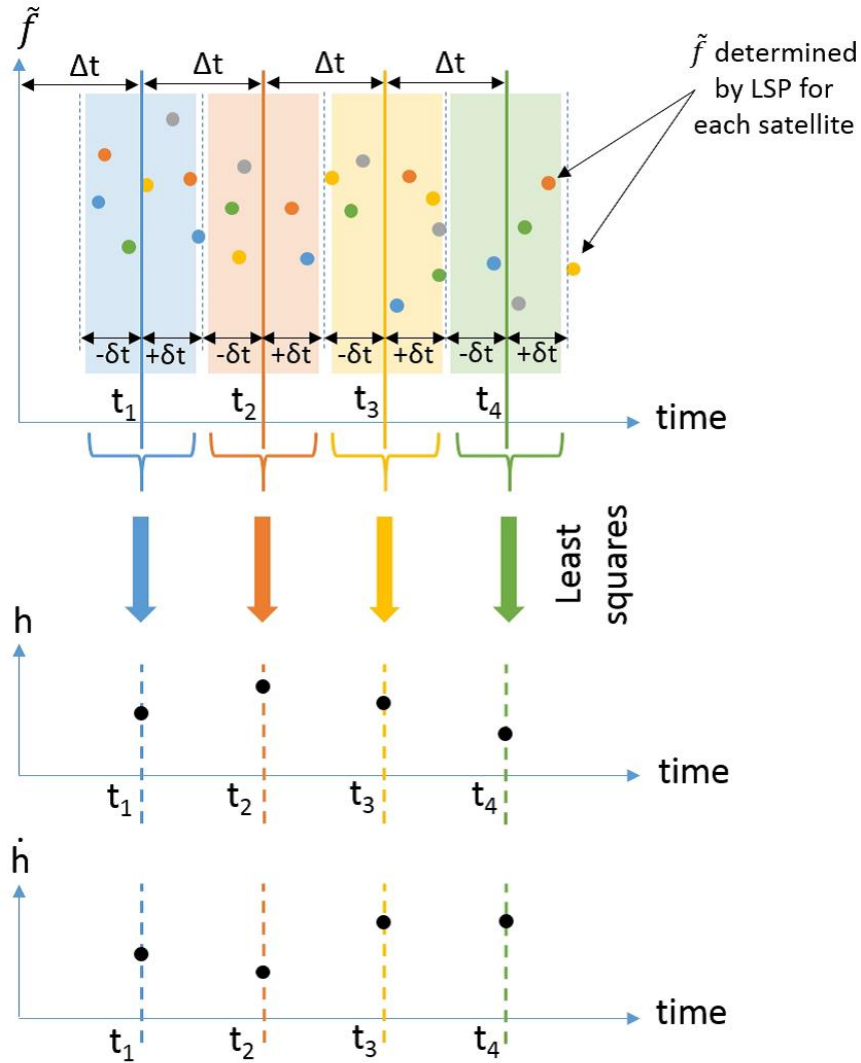 f̃
Δt Δt Δt Δt
f̃ determined
by LSP for
each satellite
-δt +δt -δt +δt -δt +δt -δt +δt
t₁ t₂ t₃ t₄ time
Least
squares
h
t₁ t₂ t₃ t₄ time
ḣ
t₁ t₂ t₃ t₄ time